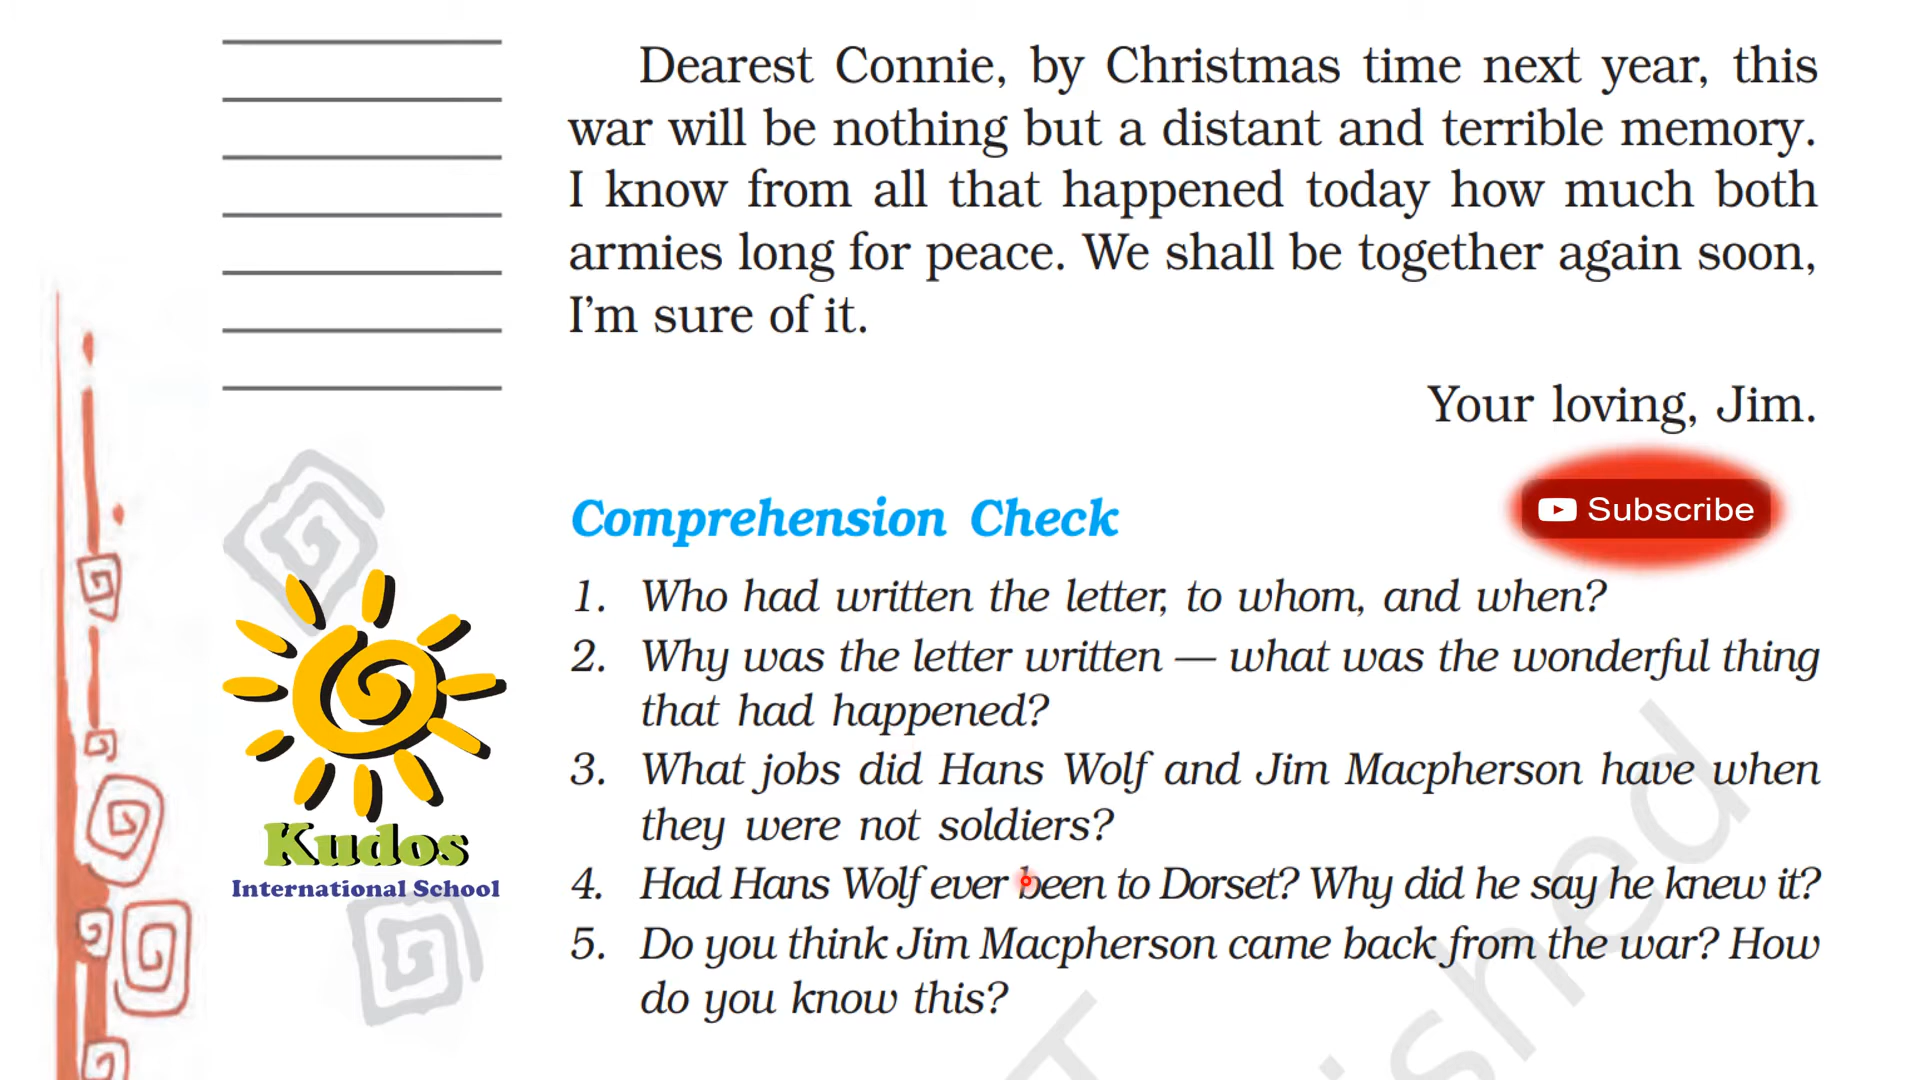 Dearest Connie, by Christmas time next year, this
war will be nothing but a distant and terrible memory.
I know from all that happened today how much both
armies long for peace. We shall be together again soon,
I'm sure of it.
Your loving, Jim.
Subscribe
Comprehension Check
1. Who had written the letter, to whom, and when?
2. Why was the letter written — what was the wonderful thing
that had happened?
3. What jobs did Hans Wolf and Jim Macpherson have when
they were not soldiers?
4. Had Hans Wolf ever been to Dorset? Why did he say he knew it?
5. Do you think Jim Macpherson came back from the war? How
do you know this?
Kudos
International School